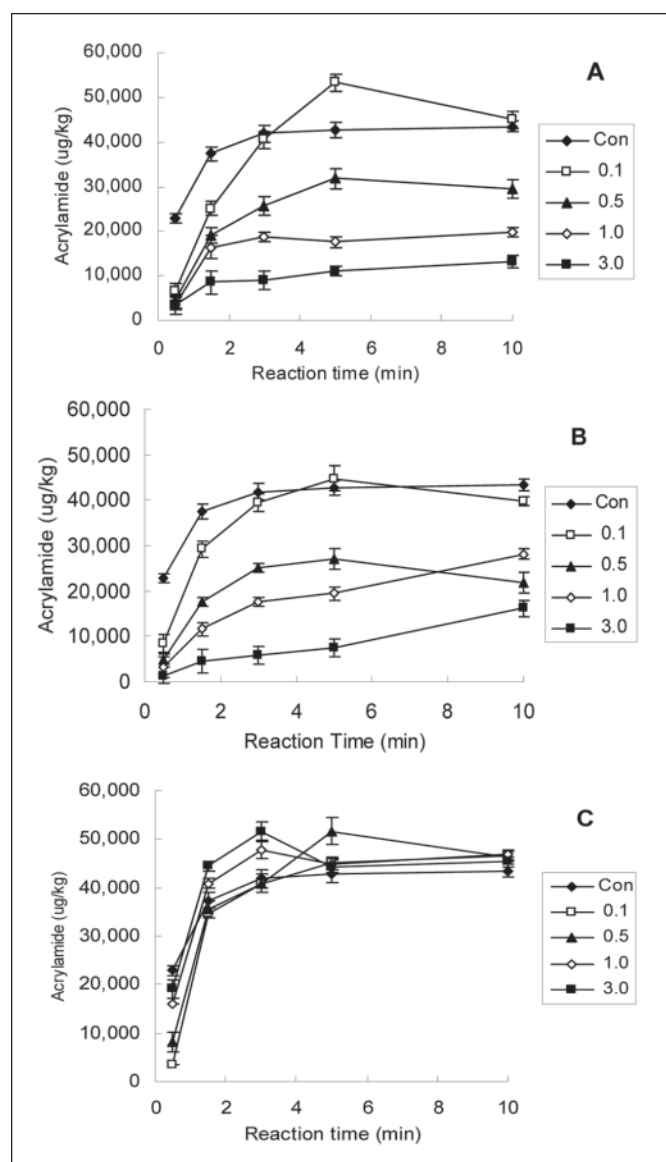 A
60,000
50,000
40,000
30,000
20,000
10,000
0
Acrylamide (ug/kg)
0 2 4 6 8 10
Reaction time (min)
Con
0.1
0.5
1.0
3.0
B
60,000
50,000
40,000
30,000
20,000
10,000
0
Acrylamide (ug/kg)
0 2 4 6 8 10
Reaction Time (min)
Con
0.1
0.5
1.0
3.0
C
60,000
50,000
40,000
30,000
20,000
10,000
0
Acrylamide (ug/kg)
0 2 4 6 8 10
Reaction time (min)
Con
0.1
0.5
1.0
3.0